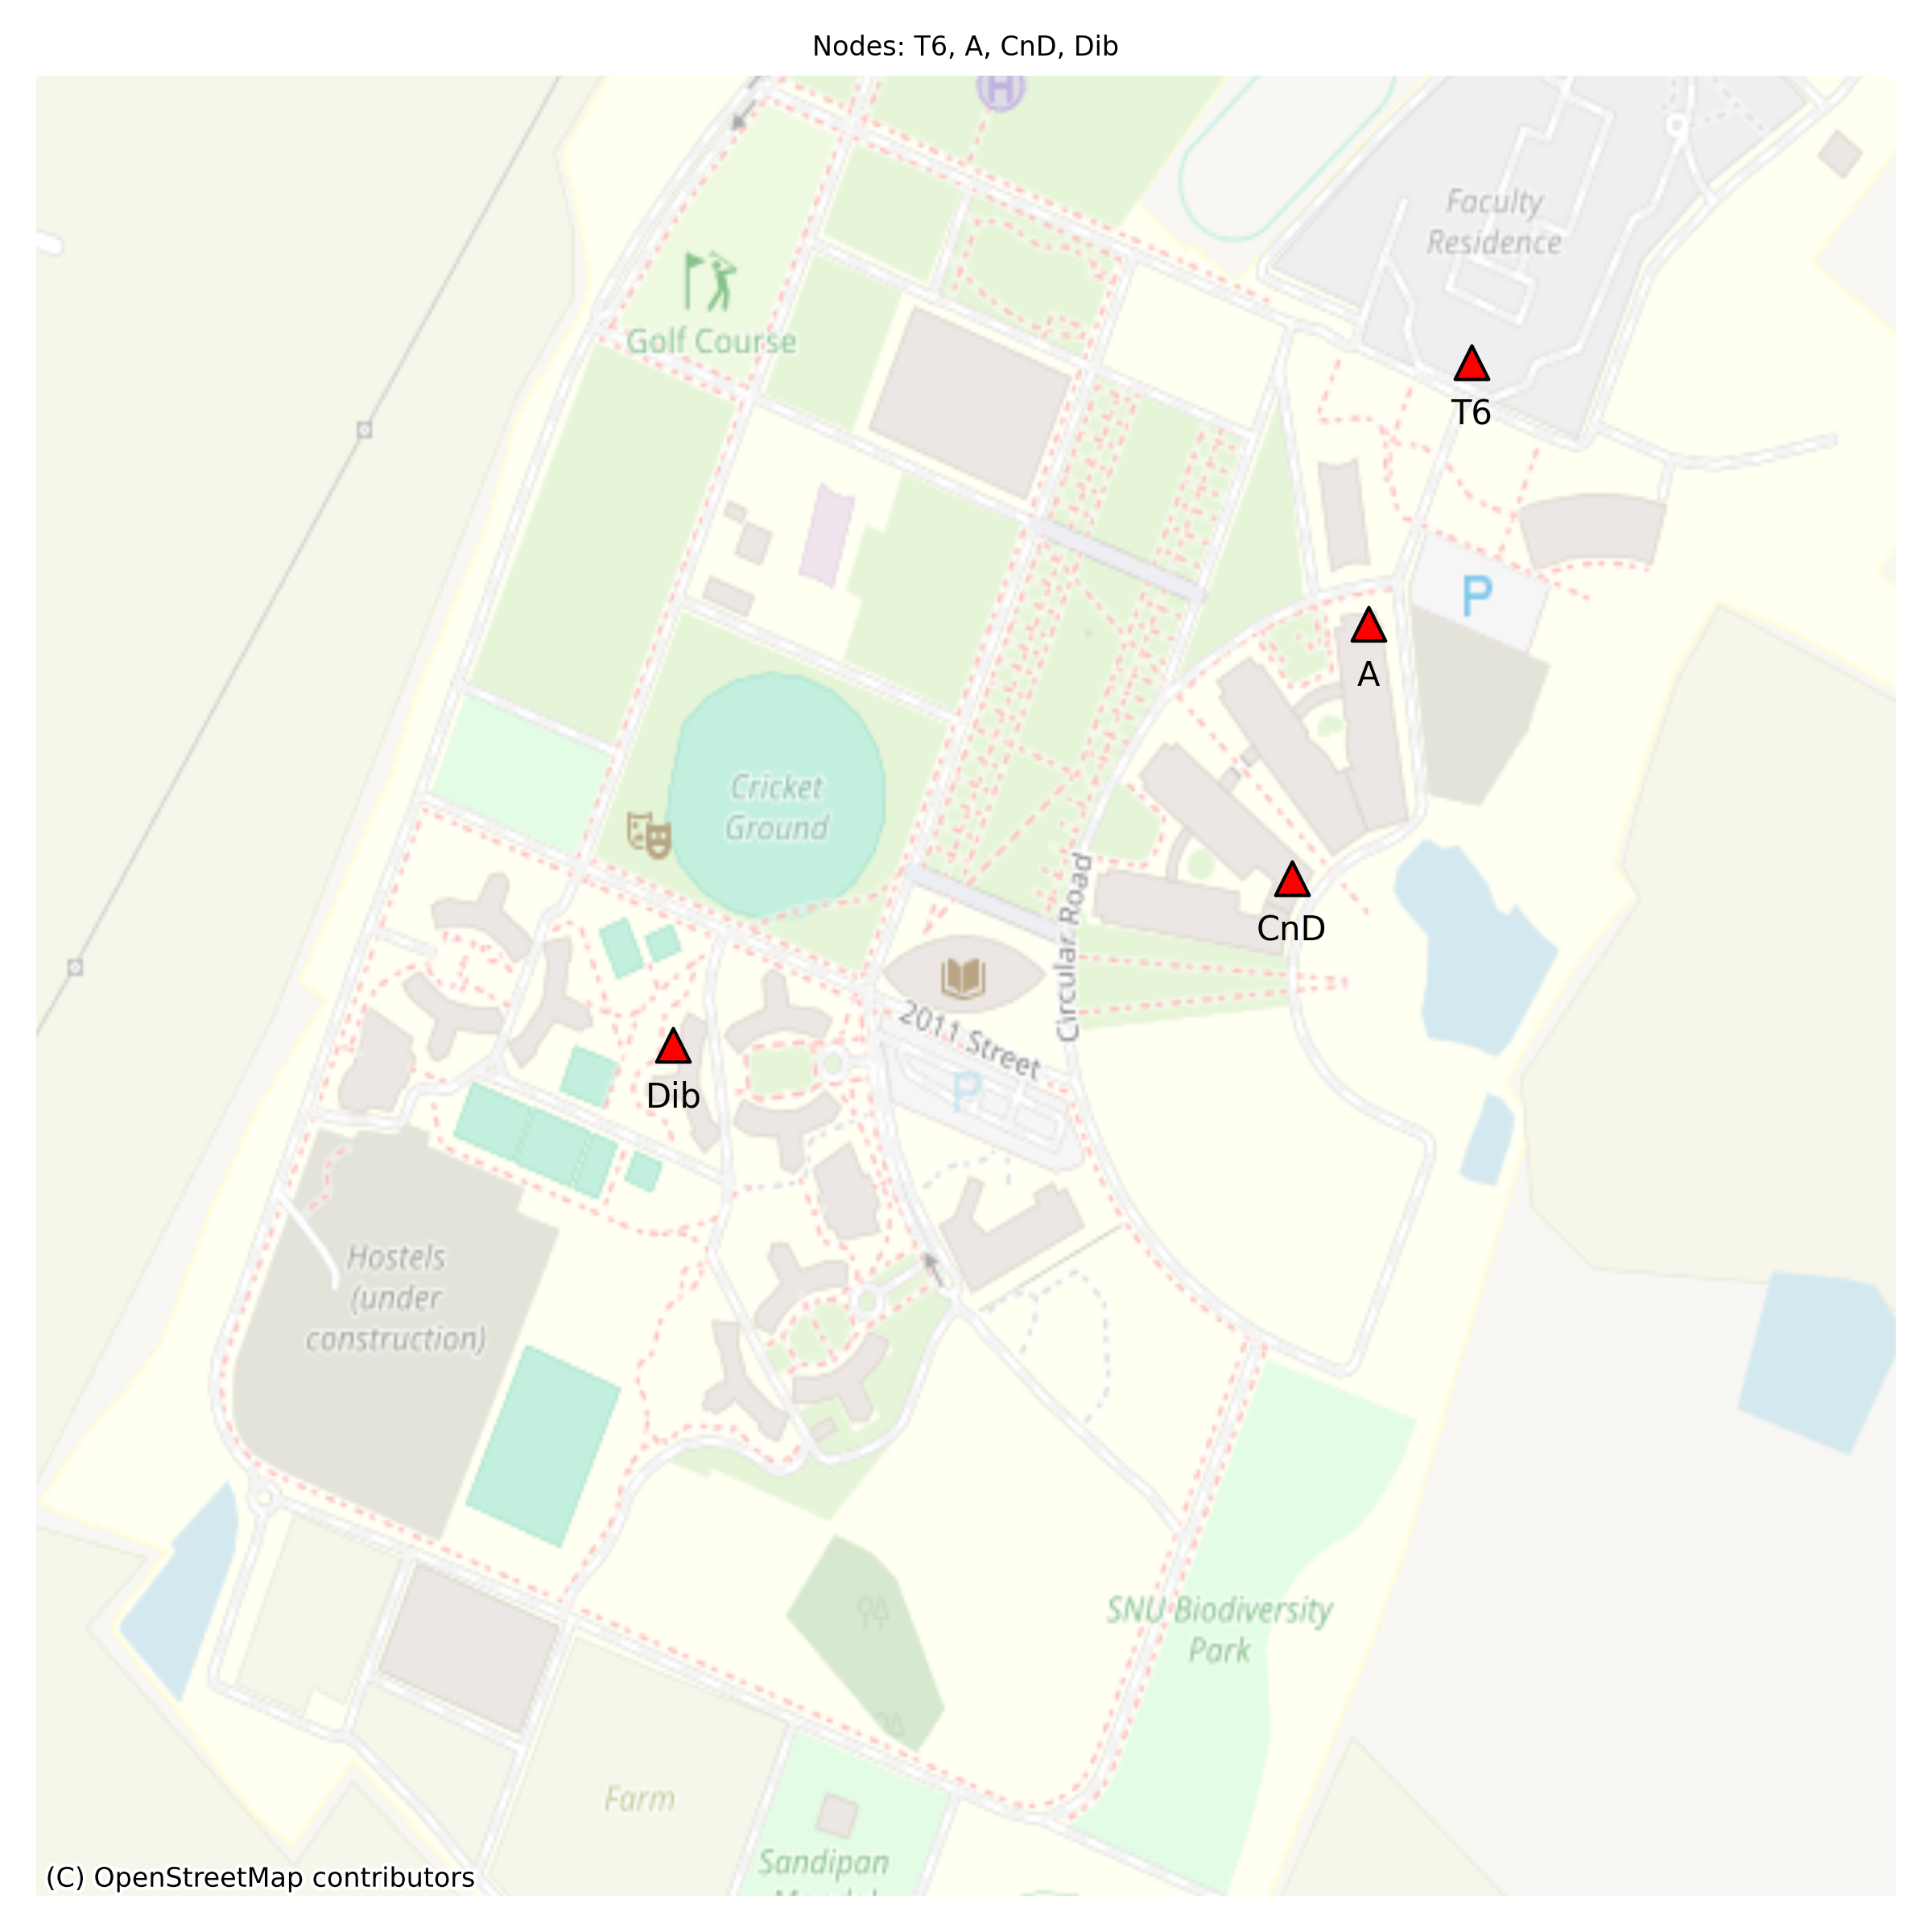 Nodes: T6, A, CnD, Dib
H
Faculty
Residence
Golf Course
T6
P
A
Cricket
Ground
Circular Road
CnD
2011 Street
P
Dib
Hostels
(under
construction)
SNU Biodiversity
Park
Farm
Sandipan
(C) OpenStreetMap contributors